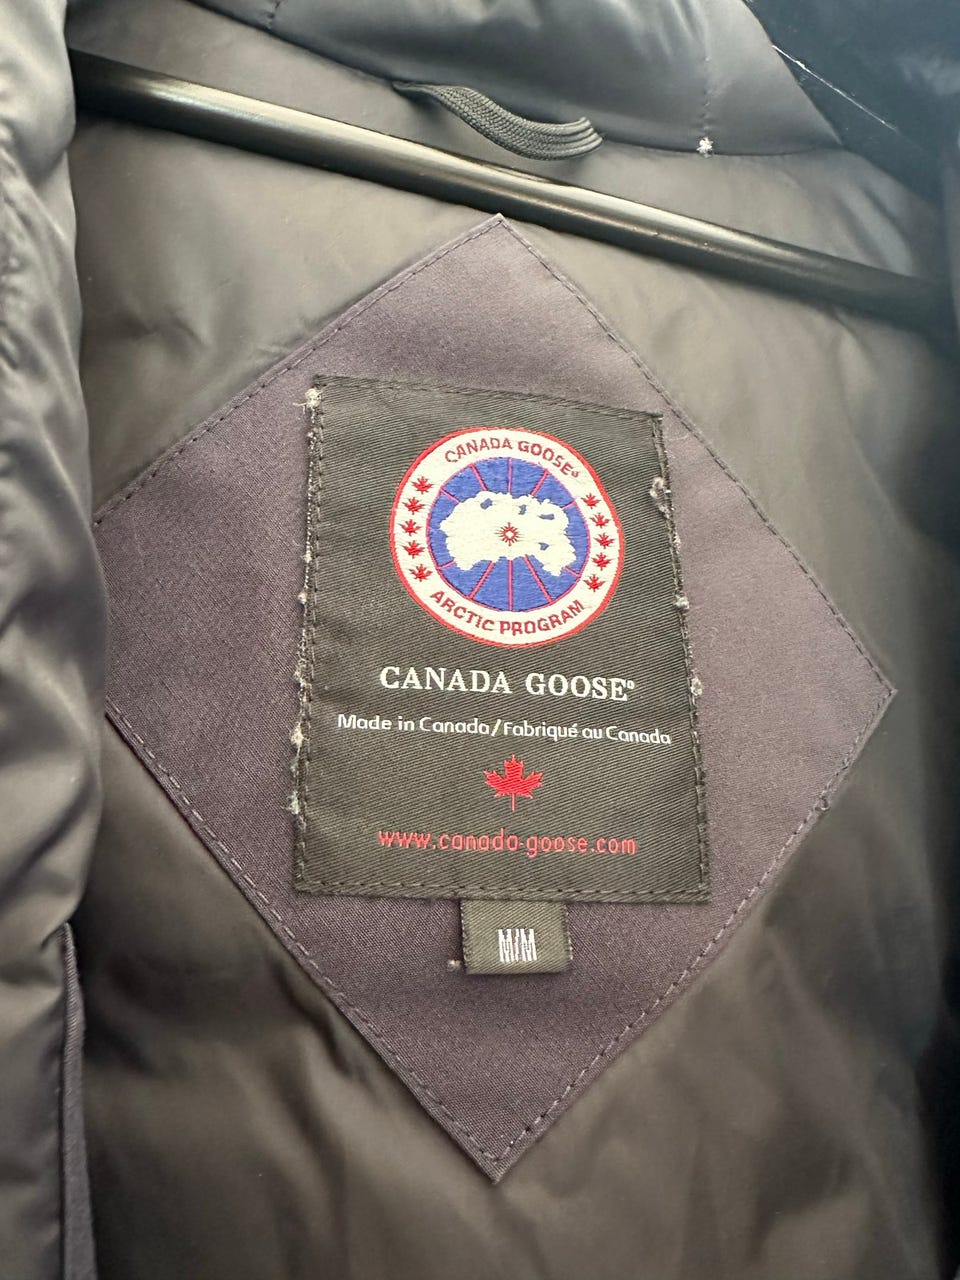 CANADA GOOSE®
ARCTIC PROGRAM
CANADA GOOSE®
Made in Canada/Fabriqué au Canada
www.canada-goose.com
M/M